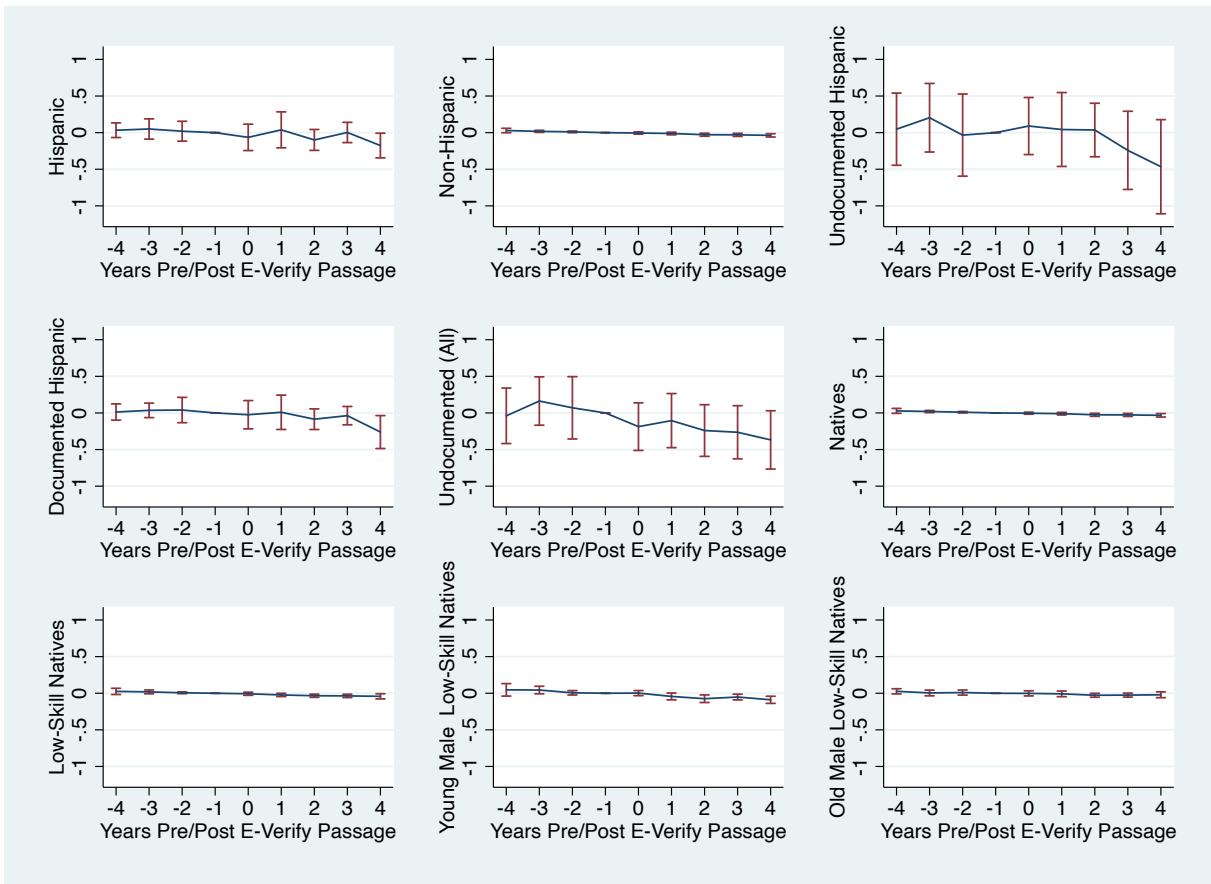 Hispanic
1
.5
0
-.5
-1
-4 -3 -2 -1 0 1 2 3 4
Years Pre/Post E-Verify Passage
Non-Hispanic
1
.5
0
-.5
-1
-4 -3 -2 -1 0 1 2 3 4
Years Pre/Post E-Verify Passage
Undocumented Hispanic
1
.5
0
-.5
-1
-4 -3 -2 -1 0 1 2 3 4
Years Pre/Post E-Verify Passage
Documented Hispanic
1
.5
0
-.5
-1
-4 -3 -2 -1 0 1 2 3 4
Years Pre/Post E-Verify Passage
Undocumented (All)
1
.5
0
-.5
-1
-4 -3 -2 -1 0 1 2 3 4
Years Pre/Post E-Verify Passage
Natives
1
.5
0
-.5
-1
-4 -3 -2 -1 0 1 2 3 4
Years Pre/Post E-Verify Passage
Low-Skill Natives
1
.5
0
-.5
-1
-4 -3 -2 -1 0 1 2 3 4
Years Pre/Post E-Verify Passage
Young Male Low-Skill Natives
1
.5
0
-.5
-1
-4 -3 -2 -1 0 1 2 3 4
Years Pre/Post E-Verify Passage
Old Male Low-Skill Natives
1
.5
0
-.5
-1
-4 -3 -2 -1 0 1 2 3 4
Years Pre/Post E-Verify Passage